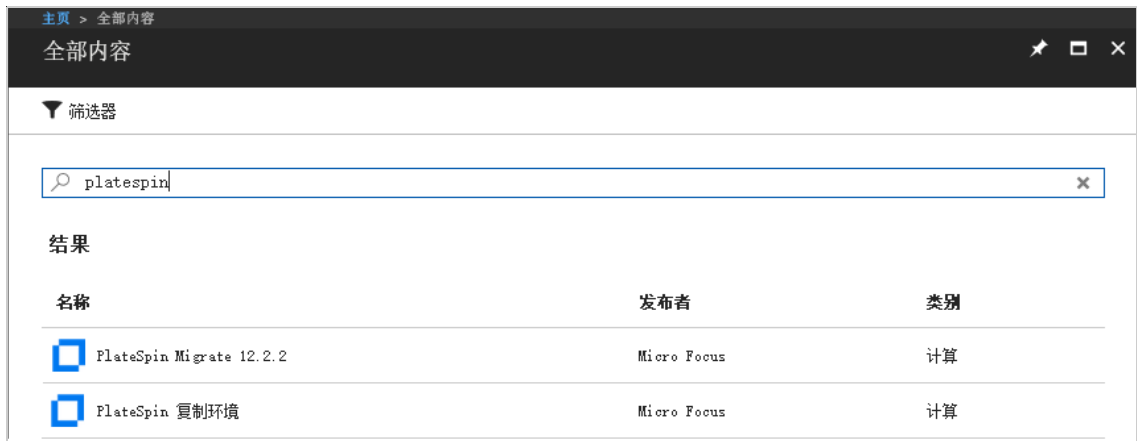 主页 > 全部内容
全部内容
筛选器
platespin
结果
名称 发布者 类别
PlateSpin Migrate 12.2.2 Micro Focus 计算
PlateSpin 复制环境 Micro Focus 计算